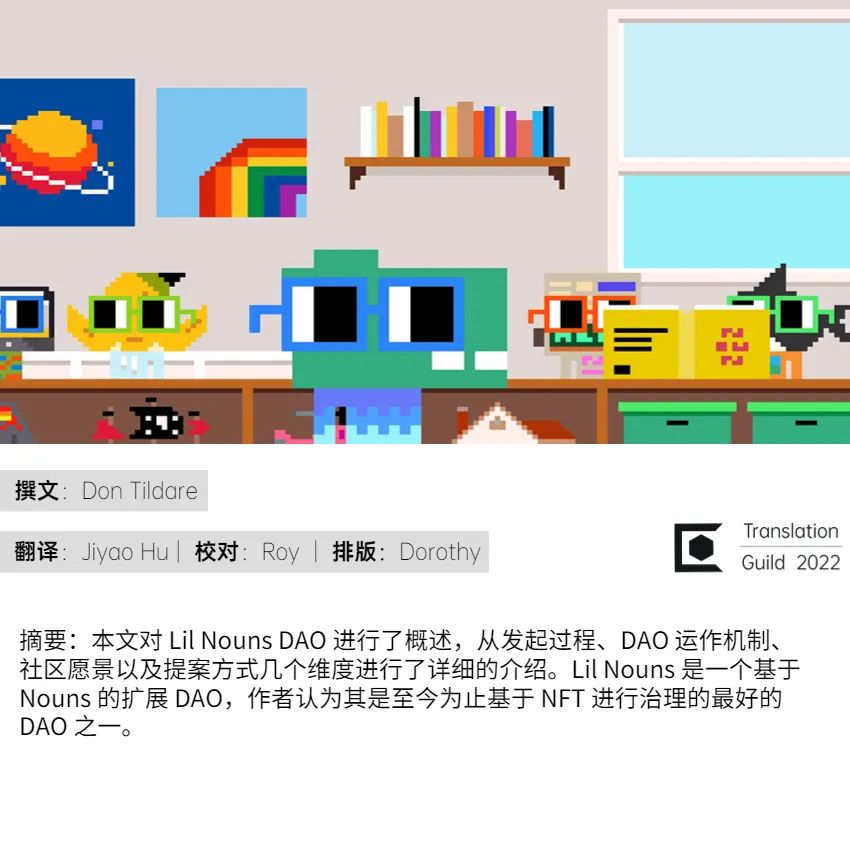 撰文：Don Tildare
翻译：Jiyao Hu | 校对：Roy | 排版：Dorothy
Translation
Guild 2022
摘要：本文对 Lil Nouns DAO 进行了概述，从发起过程、DAO 运作机制、
社区愿景以及提案方式几个维度进行了详细的介绍。Lil Nouns 是一个基于
Nouns 的扩展 DAO，作者认为其是至今为止基于 NFT 进行治理的最好的
DAO 之一。